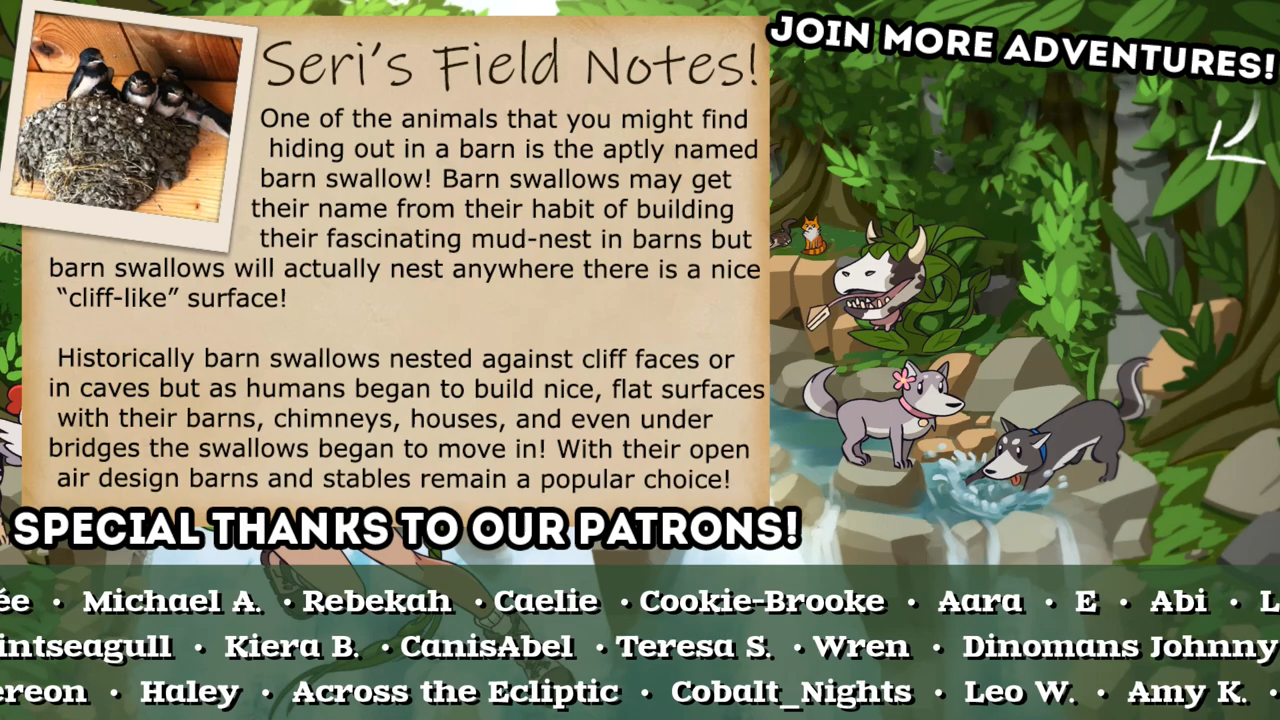 Seri's Field Notes!
One of the animals that you might find
hiding out in a barn is the aptly named
barn swallow! Barn swallows may get
their name from their habit of building
their fascinating mud-nest in barns but
barn swallows will actually nest anywhere there is a nice
“cliff-like” surface!
Historically barn swallows nested against cliff faces or
in caves but as humans began to build nice, flat surfaces
with their barns, chimneys, houses, and even under
bridges the swallows began to move in! With their open
air design barns and stables remain a popular choice!
JOIN MORE ADVENTURES!
SPECIAL THANKS TO OUR PATRONS!
ée · Michael A. · Rebekah · Caelie · Cookie-Brooke · Aara · E · Abi · L
intseagull · Kiera B. · CanisAbel · Teresa S. · Wren · Dinomans Johnny
ereon · Haley · Across the Ecliptic · Cobalt_Nights · Leo W. · Amy K. ·